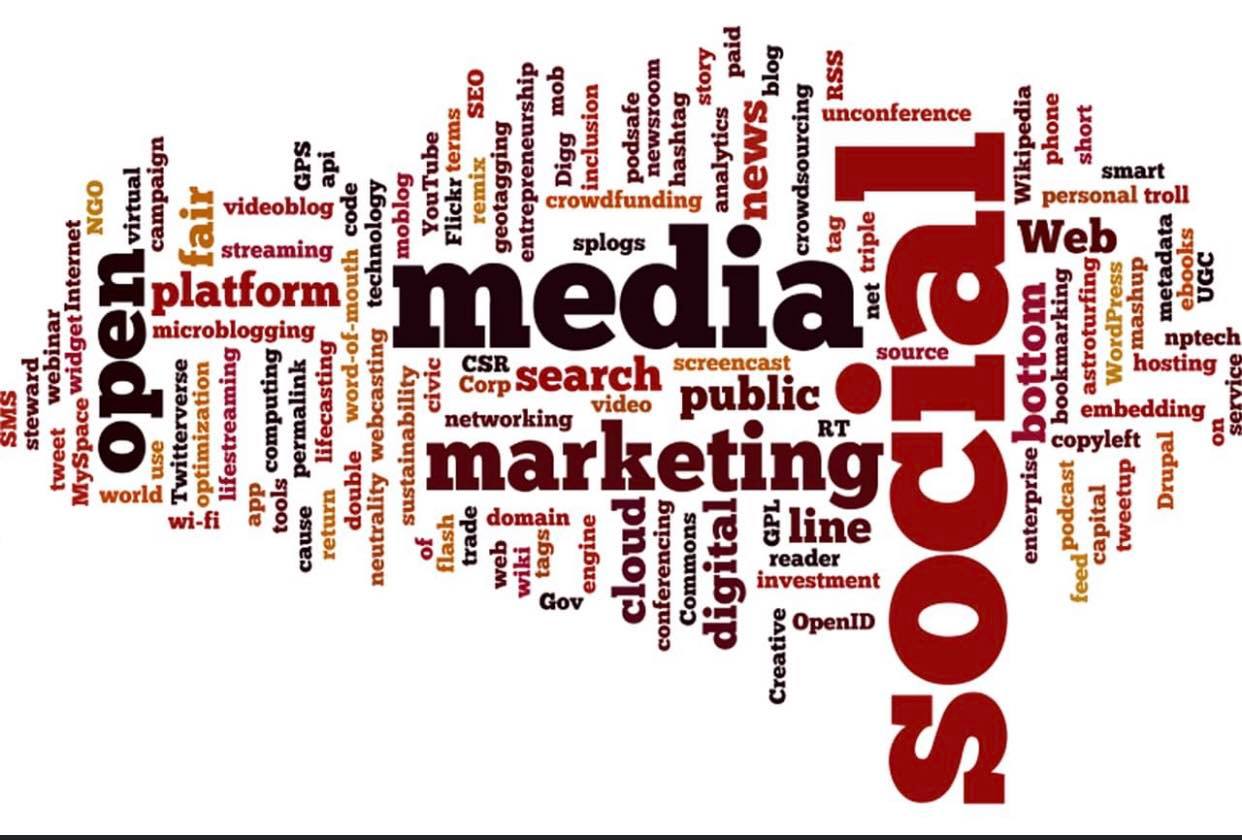 SMS
steward
tweet
webinar
MySpace
widget
Internet
NGO
open
virtual
campaign
world
use
fair
videoblog
streaming
platform
microblogging
Twitterverse
optimization
lifestreaming
wi-fi
app
tools
computing
cause
permalink
GPS
api
lifecasting
return
code
word-of-mouth
double
technology
webcasting
neutrality
moblog
sustainability
YouTube
civic
Flickr
terms
SEO
remix
geotagging
entrepreneurship
mob
Digg
inclusion
podsafe
newsroom
hashtag
story
paid
blog
analytics
news
crowdsourcing
RSS
unconference
crowdfunding
splogs
media
tag
triple
net
social
CSR
Corp
search
screencast
video
public
source
networking
RT
marketing
of
flash
trade
domain
web
wiki
tags
engine
Gov
cloud
conferencing
Commons
digital
GPL
line
reader
investment
Creative
OpenID
Wikipedia
phone
short
smart
personal
troll
Web
bottom
bookmarking
astroturfing
WordPress
mashup
metadata
ebooks
UGC
nptech
hosting
service
embedding
on
copyleft
enterprise
podcast
feed
capital
tweetup
Drupal